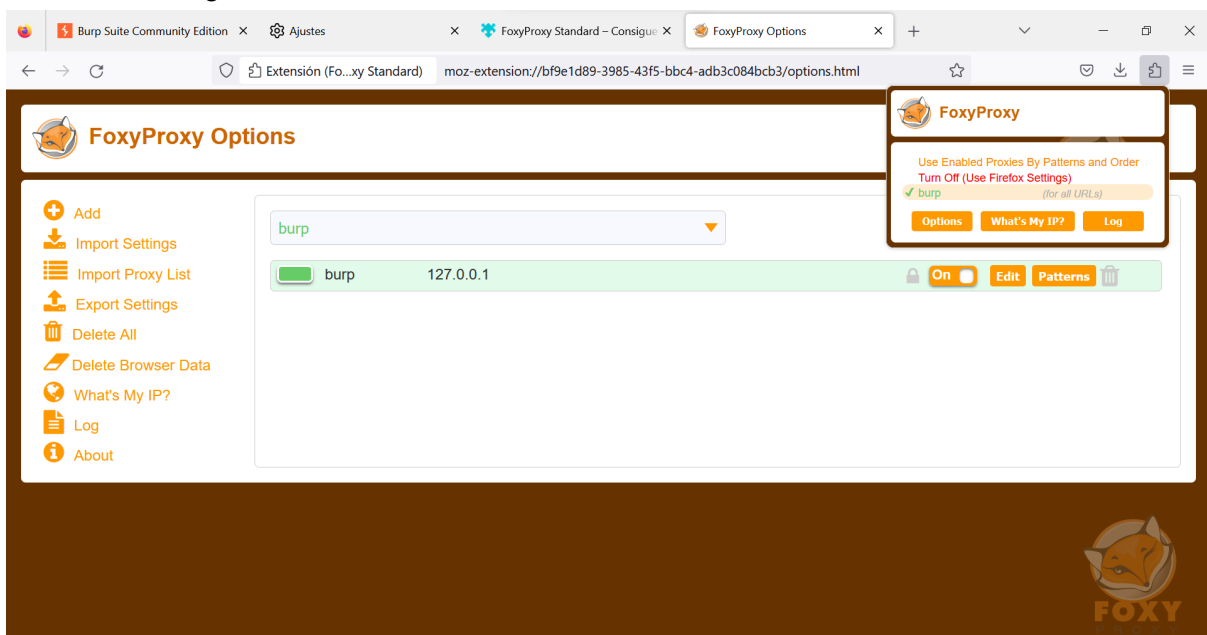 Burp Suite Community Edition
Ajustes
FoxyProxy Standard – Consigue
FoxyProxy Options
Extensión (Fo...xy Standard)
moz-extension://bf9e1d89-3985-43f5-bbc4-adb3c084bcb3/options.html
FoxyProxy Options
FoxyProxy
Use Enabled Proxies By Patterns and Order
Turn Off (Use Firefox Settings)
burp (for all URLs)
Options What's My IP? Log
Add
Import Settings
Import Proxy List
Export Settings
Delete All
Delete Browser Data
What's My IP?
Log
About
burp
burp 127.0.0.1 On Edit Patterns
FOXY